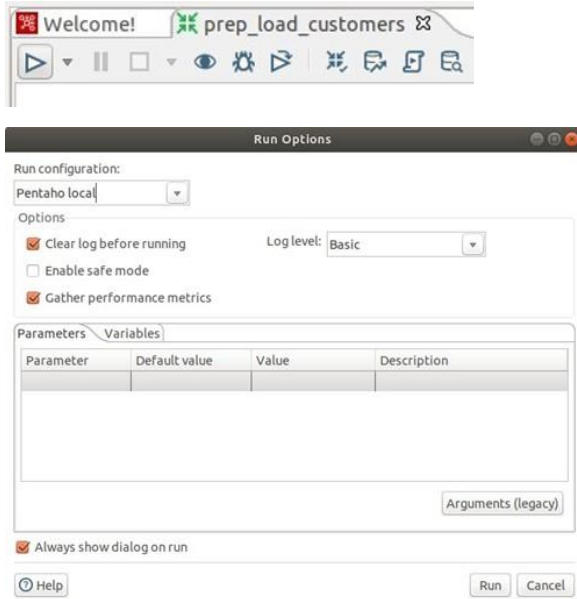 Welcome! prep_load_customers
Run Options
Run configuration:
Pentaho local
Options
Clear log before running Log level: Basic
Enable safe mode
Gather performance metrics
Parameters Variables
Parameter Default value Value Description
Arguments (legacy)
Always show dialog on run
Help Run Cancel